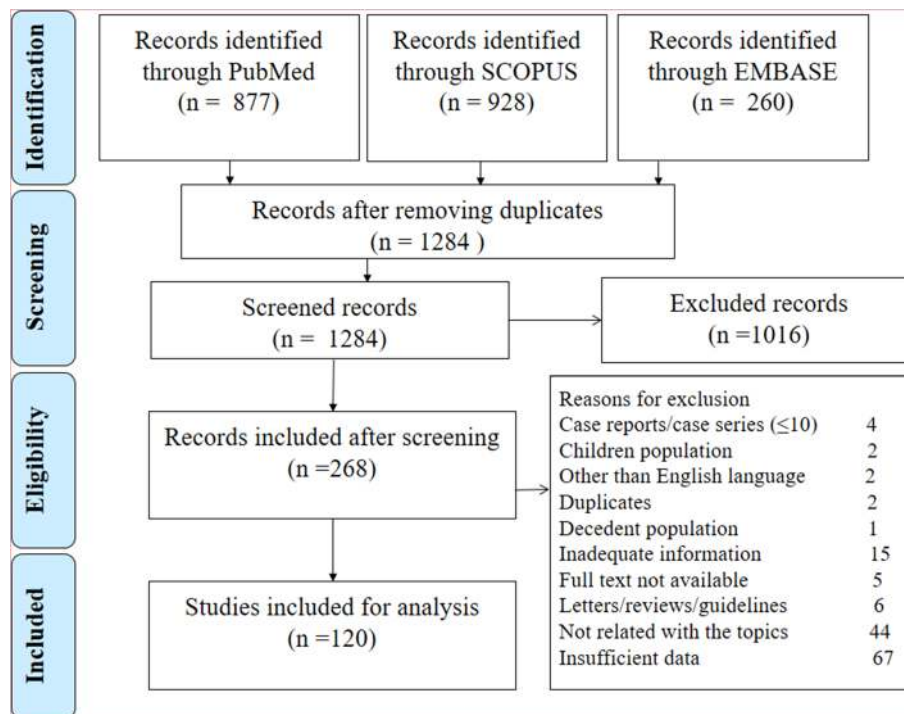 Identification
Records identified
through PubMed
(n = 877)
Records identified
through SCOPUS
(n = 928)
Records identified
through EMBASE
(n = 260)
Screening
Records after removing duplicates
(n = 1284 )
Screened records
(n = 1284)
Excluded records
(n =1016)
Eligibility
Records included after screening
(n =268)
Reasons for exclusion
Case reports/case series (≤10) 4
Children population 2
Other than English language 2
Duplicates 2
Decedent population 1
Inadequate information 15
Full text not available 5
Letters/reviews/guidelines 6
Not related with the topics 44
Insufficient data 67
Included
Studies included for analysis
(n =120)